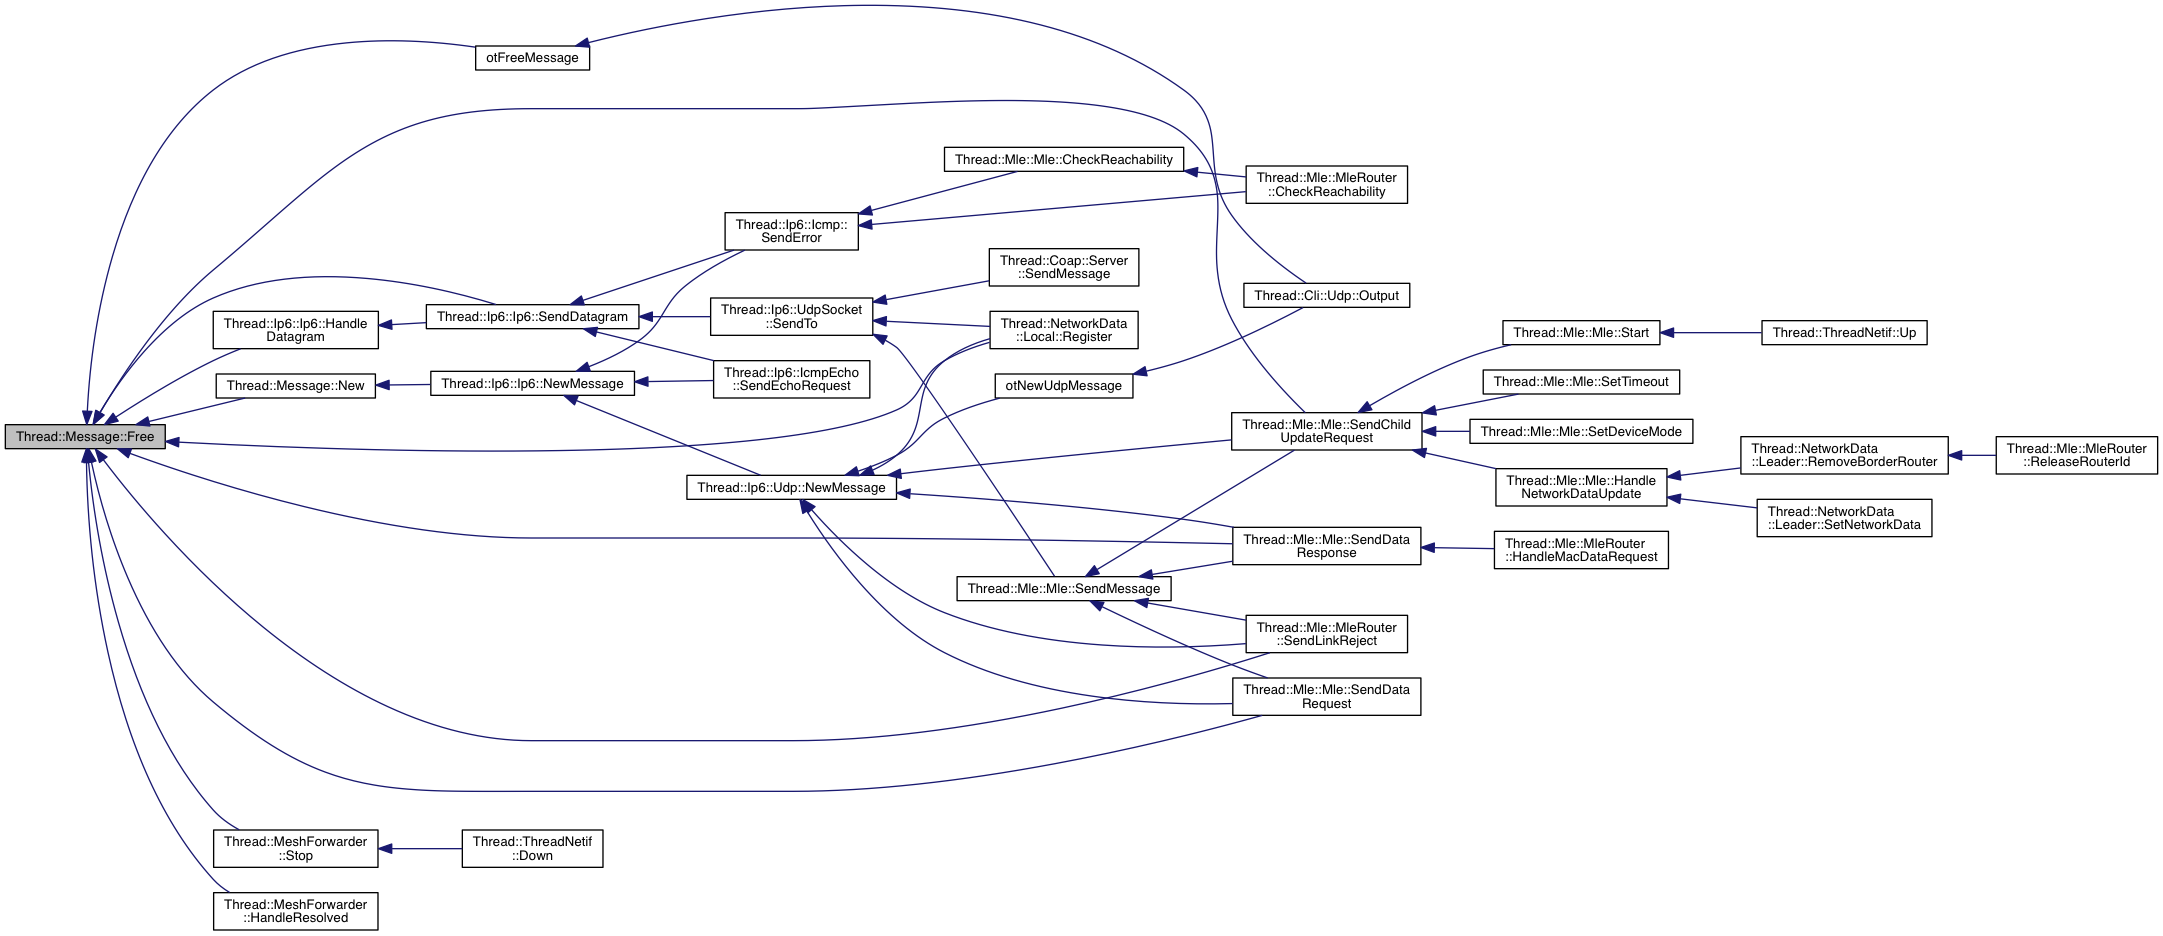 otFreeMessage
Thread::Mle::Mle::CheckReachability
Thread::Mle::MleRouter
::CheckReachability
Thread::Ip6::Icmp::
SendError
Thread::Coap::Server
::SendMessage
Thread::Cli::Udp::Output
Thread::Ip6::Ip6::SendDatagram
Thread::Ip6::UdpSocket
::SendTo
Thread::Ip6::Ip6::Handle
Datagram
Thread::NetworkData
::Local::Register
Thread::Mle::Mle::Start
Thread::ThreadNetif::Up
Thread::Message::New
Thread::Ip6::Ip6::NewMessage
Thread::Ip6::IcmpEcho
::SendEchoRequest
otNewUdpMessage
Thread::Mle::Mle::SetTimeout
Thread::Message::Free
Thread::Mle::Mle::SendChild
UpdateRequest
Thread::Mle::Mle::SetDeviceMode
Thread::NetworkData
::Leader::RemoveBorderRouter
Thread::Mle::MleRouter
::ReleaseRouterId
Thread::Ip6::Udp::NewMessage
Thread::Mle::Mle::Handle
NetworkDataUpdate
Thread::NetworkData
::Leader::SetNetworkData
Thread::Mle::Mle::SendData
Response
Thread::Mle::MleRouter
::HandleMacDataRequest
Thread::Mle::Mle::SendMessage
Thread::Mle::MleRouter
::SendLinkReject
Thread::Mle::Mle::SendData
Request
Thread::MeshForwarder
::Stop
Thread::ThreadNetif
::Down
Thread::MeshForwarder
::HandleResolved